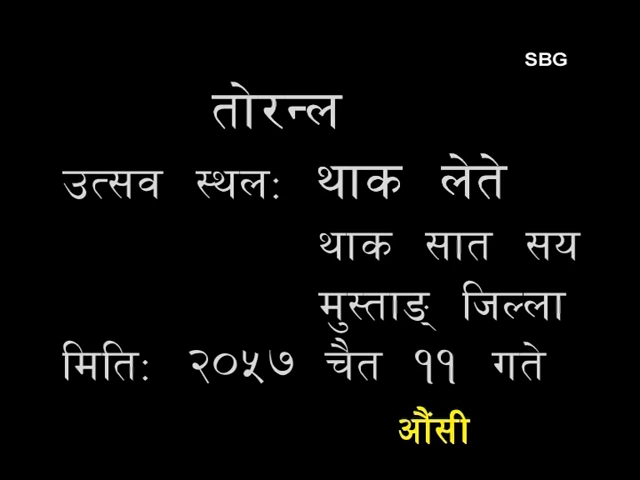 SBG
तोरन्ल
उत्सव स्थल: थाक लेते
थाक सात सय
मुस्ताङ् जिल्ला
मिति: २०५७ चैत ११ गते
औंसी